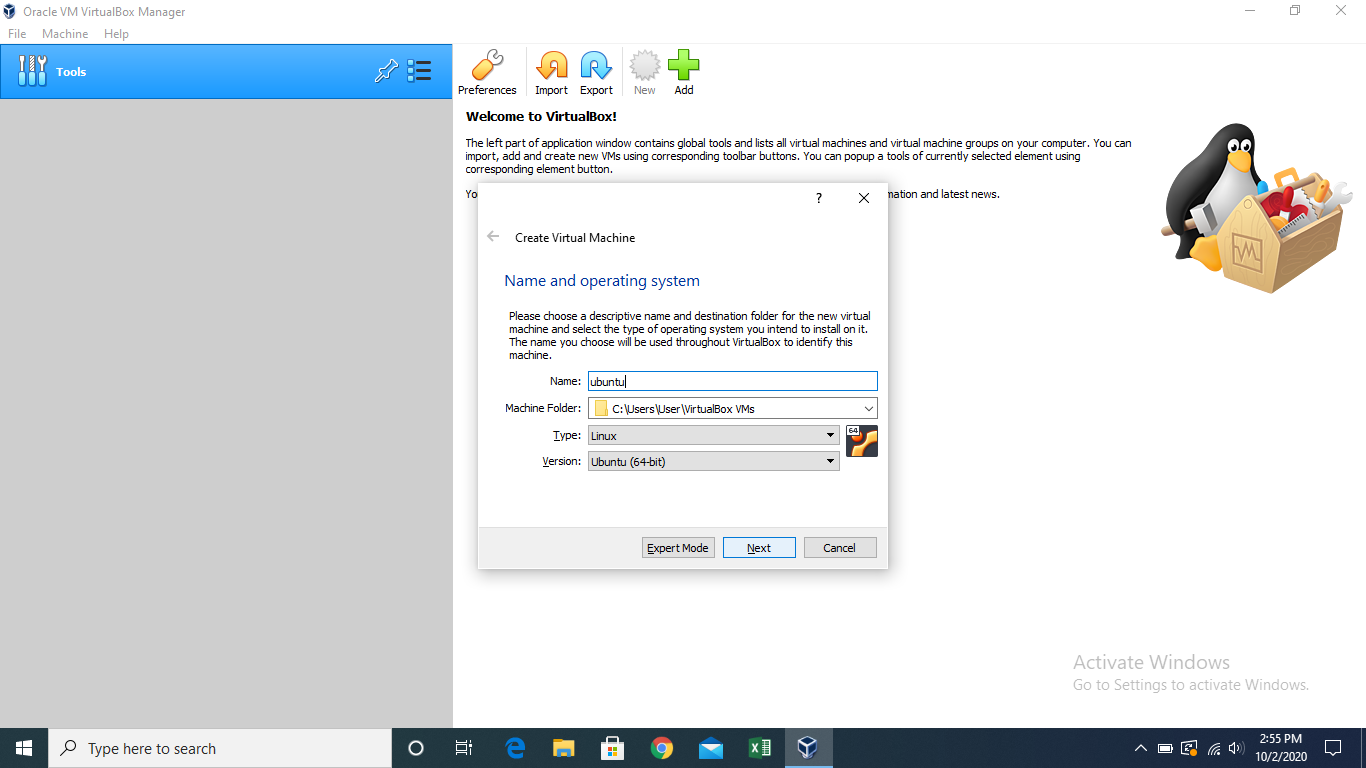 Oracle VM VirtualBox Manager
File Machine Help
Tools
Preferences Import Export New Add
Welcome to VirtualBox!
The left part of application window contains global tools and lists all virtual machines and virtual machine groups on your computer. You can
import, add and create new VMs using corresponding toolbar buttons. You can popup a tools of currently selected element using
corresponding element button.
mation and latest news.
?
Create Virtual Machine
Name and operating system
Please choose a descriptive name and destination folder for the new virtual
machine and select the type of operating system you intend to install on it.
The name you choose will be used throughout VirtualBox to identify this
machine.
Name: ubuntu
Machine Folder: C:\Users\User\VirtualBox VMs
Type: Linux 64
Version: Ubuntu (64-bit)
Expert Mode Next Cancel
Activate Windows
Go to Settings to activate Windows.
Type here to search
2:55 PM
10/2/2020